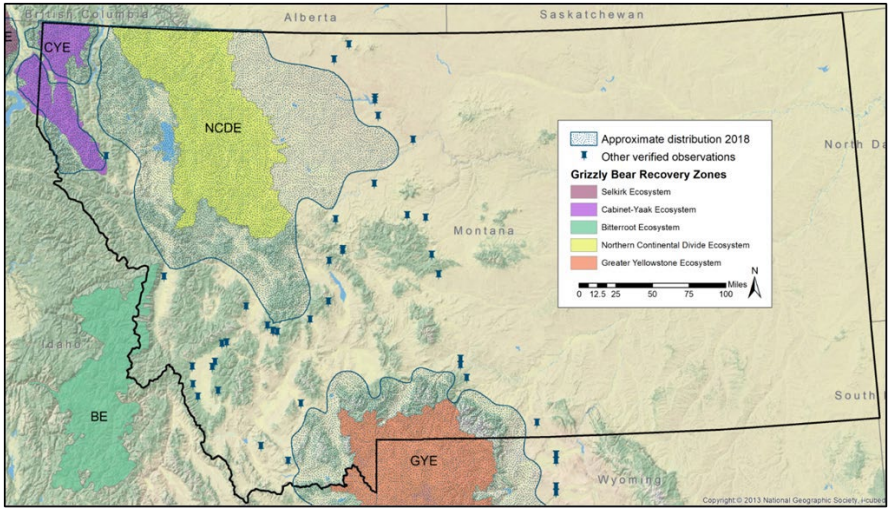 British Columbia
Alberta
Saskatchewan
E
CYE
NCDE
Approximate distribution 2018
Other verified observations
Grizzly Bear Recovery Zones
Selkirk Ecosystem
Cabinet-Yaak Ecosystem
Bitterroot Ecosystem
Northern Continental Divide Ecosystem
Greater Yellowstone Ecosystem
N
Miles
0 12.5 25 50 75 100
North Da
Montana
Idaho
BE
GYE
South
Wyoming
Copyright:© 2013 National Geographic Society, i-cubed